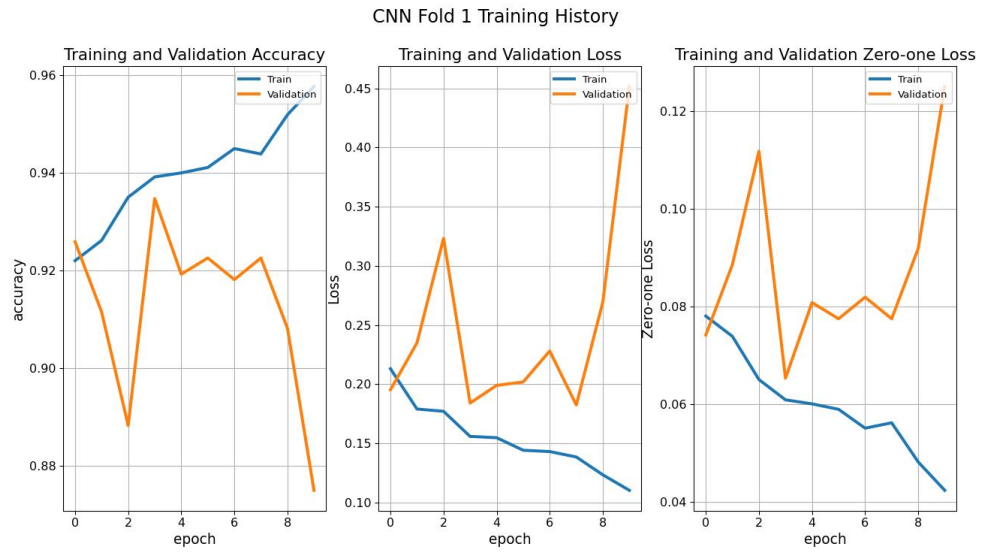 CNN Fold 1 Training History
Training and Validation Accuracy
Train
Validation
0.96
0.94
0.92
0.90
0.88
accuracy
0 2 4 6 8
epoch
Training and Validation Loss
Train
Validation
0.45
0.40
0.35
0.30
0.25
0.20
0.15
0.10
Loss
0 2 4 6 8
epoch
Training and Validation Zero-one Loss
Train
Validation
0.12
0.10
0.08
0.06
0.04
Zero-one Loss
0 2 4 6 8
epoch